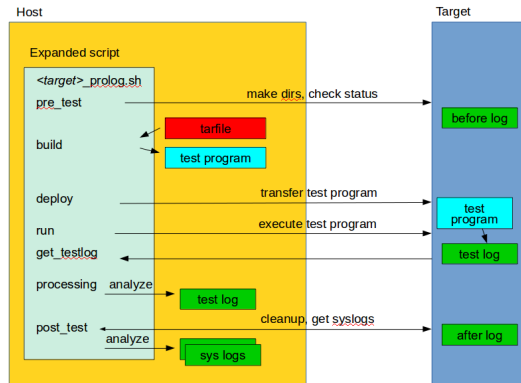 Host
Target
Expanded script
<target>_prolog.sh
pre_test
make dirs, check status
before log
tarfile
build
test program
deploy
transfer test program
test
program
run
execute test program
get_testlog
test log
processing
analyze
test log
post_test
cleanup, get syslogs
after log
analyze
sys logs